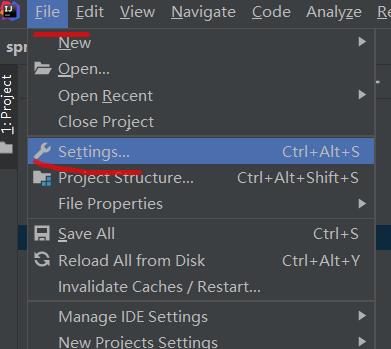 File Edit View Navigate Code Analyze Re
spr
New
Open...
Open Recent
Close Project
1: Project
Settings... Ctrl+Alt+S
Project Structure... Ctrl+Alt+Shift+S
File Properties
Save All Ctrl+S
Reload All from Disk Ctrl+Alt+Y
Invalidate Caches / Restart...
Manage IDE Settings
New Projects Settings